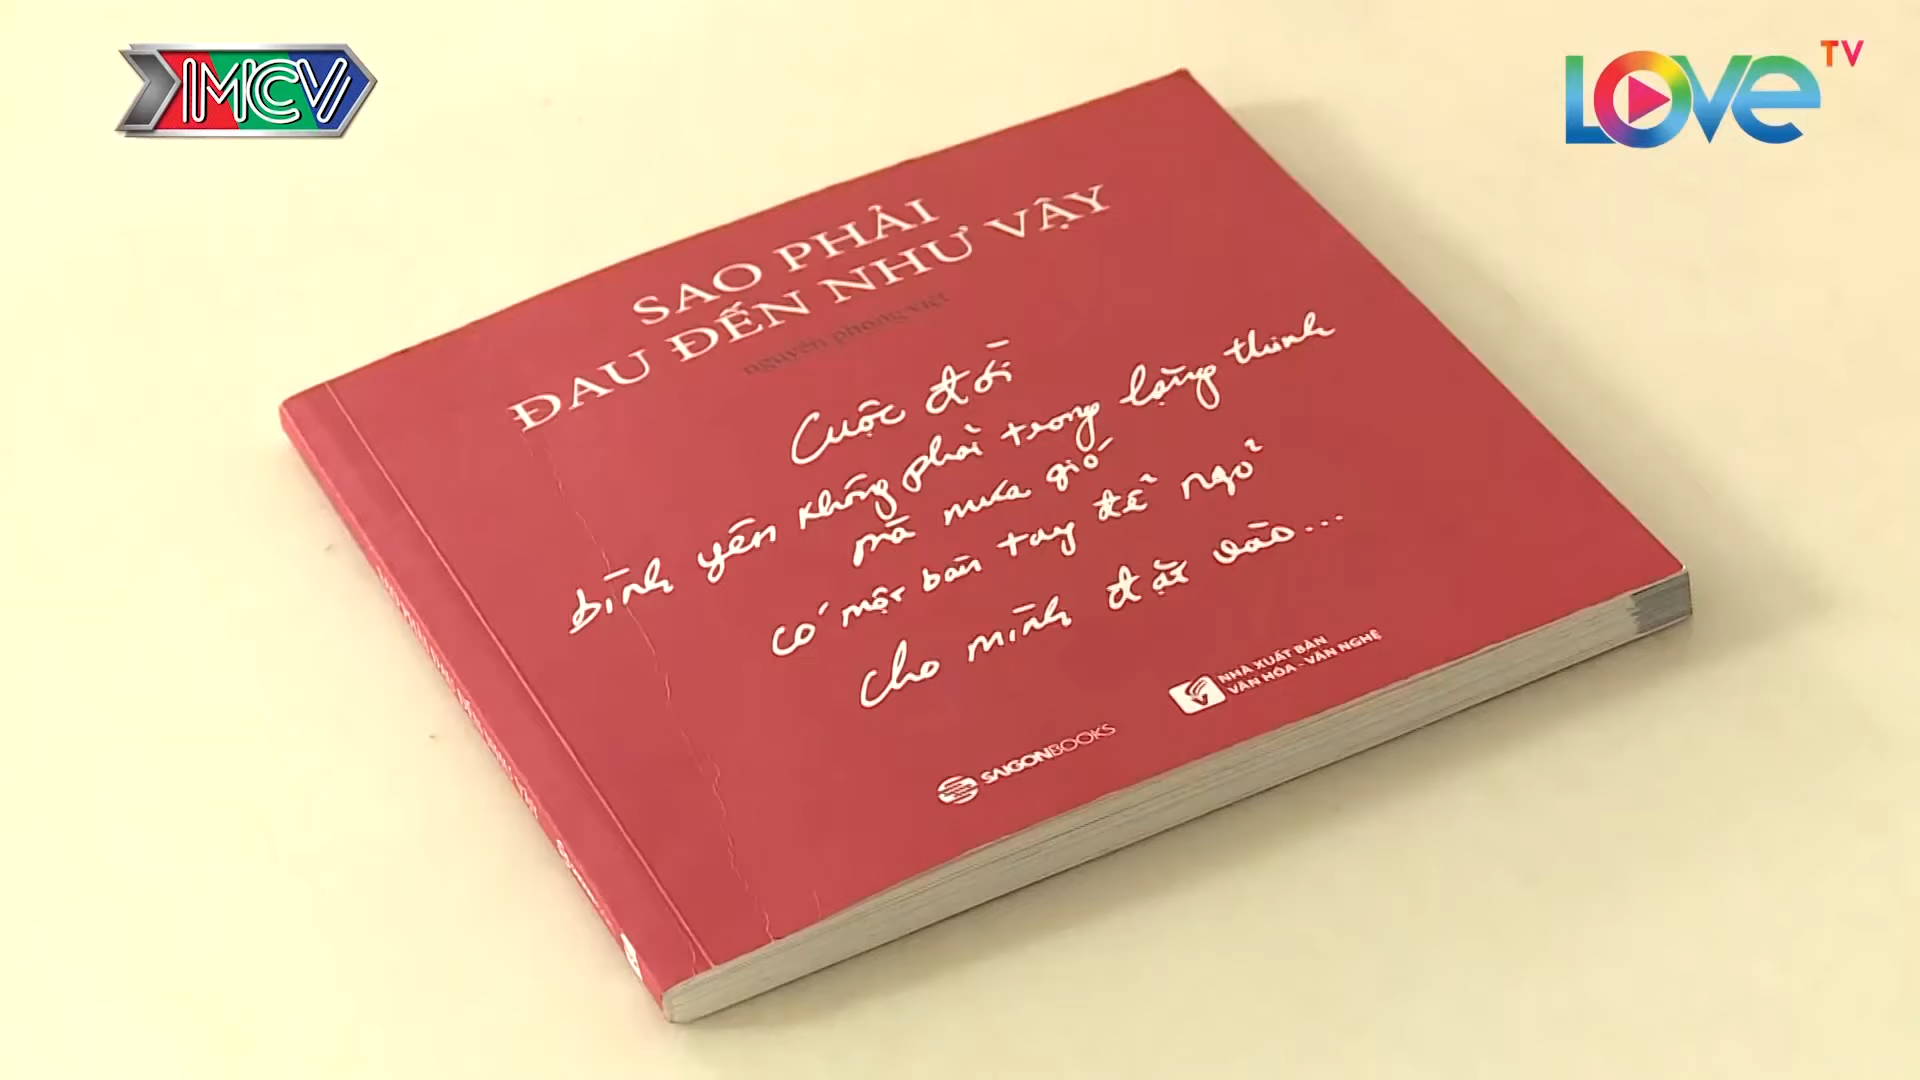 MCV
LOVE TV
SAO PHẢI
ĐAU ĐẾN NHƯ VẬY
nguyễn phong việt
Cuộc đời
bình yên không phải trong lặng thinh
mà mưa gió
có một bàn tay để ngỏ
cho mình đặt vào...
SAIGONBOOKS
NHÀ XUẤT BẢN
VĂN HÓA - VĂN NGHỆ